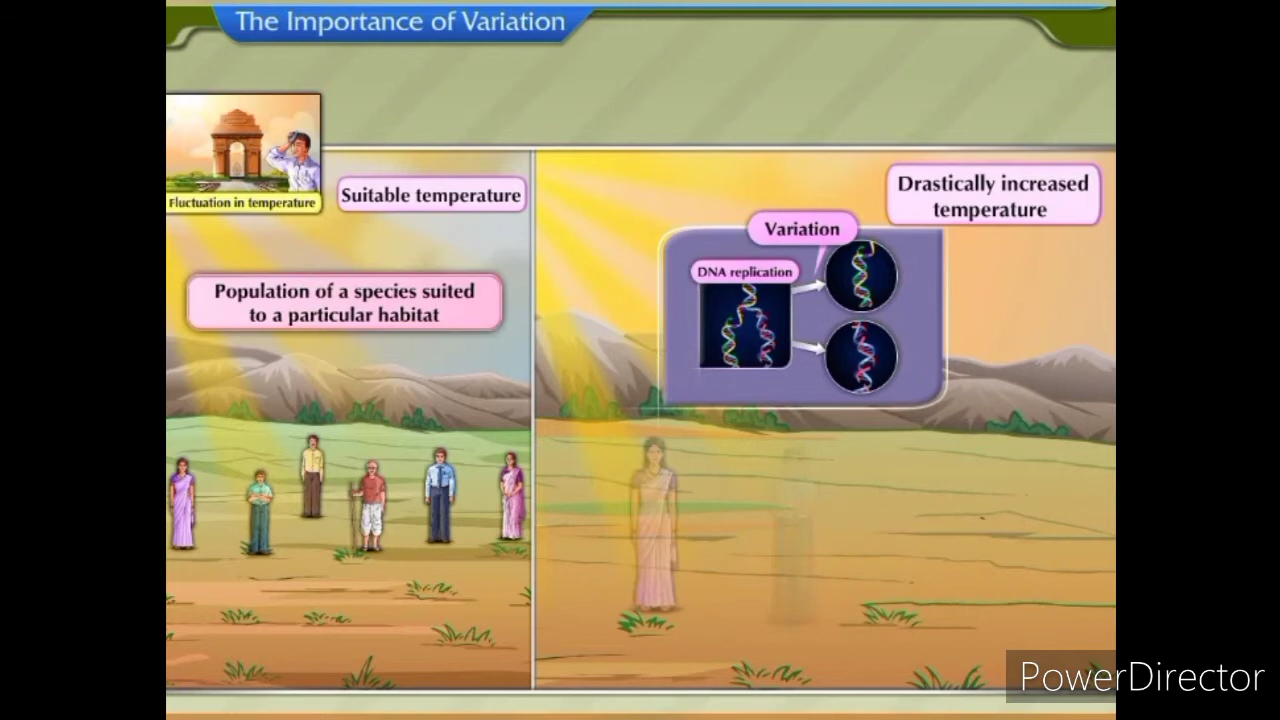 The Importance of Variation
Fluctuation in temperature
Suitable temperature
Population of a species suited
to a particular habitat
Drastically increased
temperature
Variation
DNA replication
PowerDirector